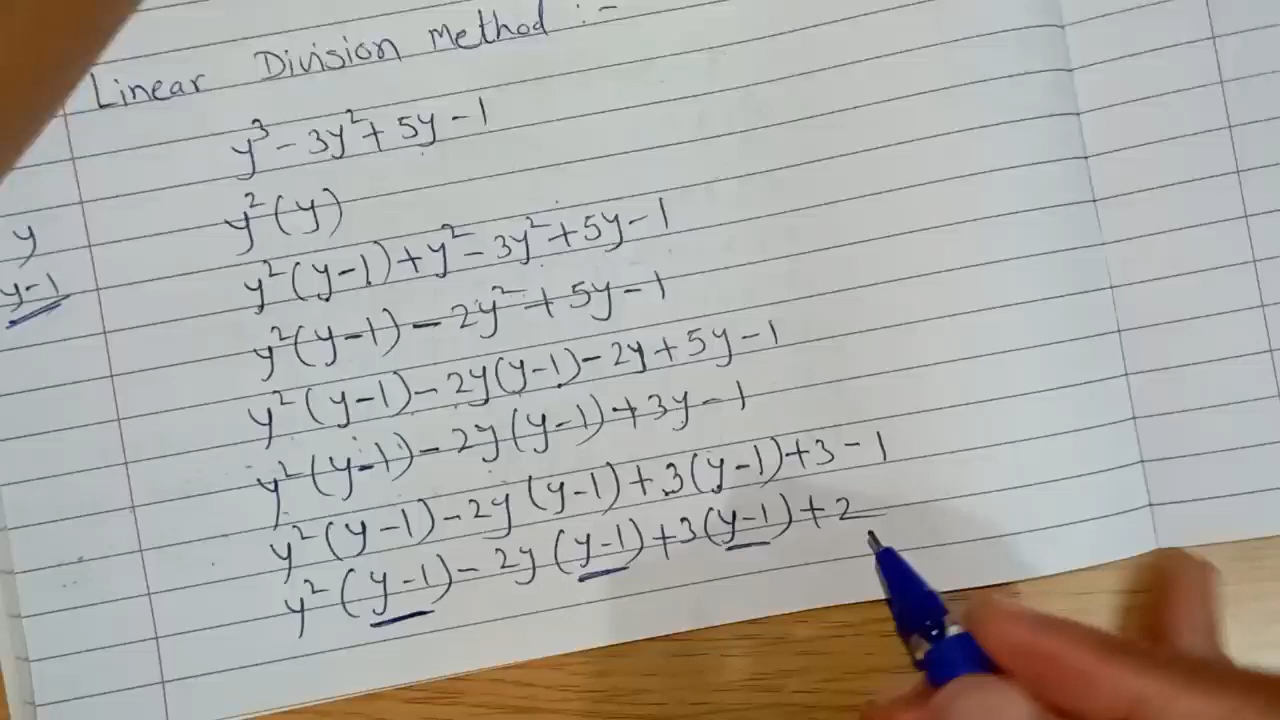 Linear Division Method :-
y³ - 3y² + 5y - 1
y²(y)
y
y²(y-1) + y² - 3y² + 5y - 1
y-1
y²(y-1) - 2y² + 5y - 1
y²(y-1) - 2y(y-1) - 2y + 5y - 1
y²(y-1) - 2y(y-1) + 3y - 1
y²(y-1) - 2y(y-1) + 3(y-1) + 3 - 1
y²(y-1) - 2y(y-1) + 3(y-1) + 2